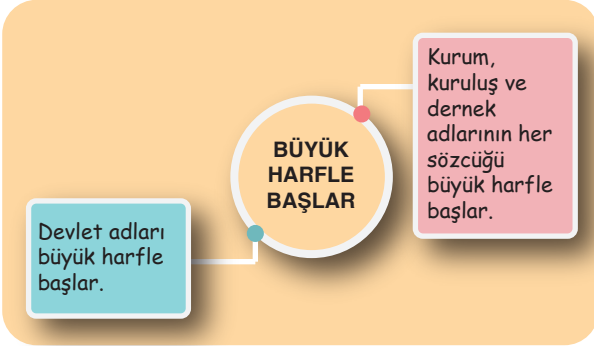 Kurum,
kuruluş ve
dernek
adlarının her
sözcüğü
büyük harfle
başlar.
BÜYÜK
HARFLE
BAŞLAR
Devlet adları
büyük harfle
başlar.